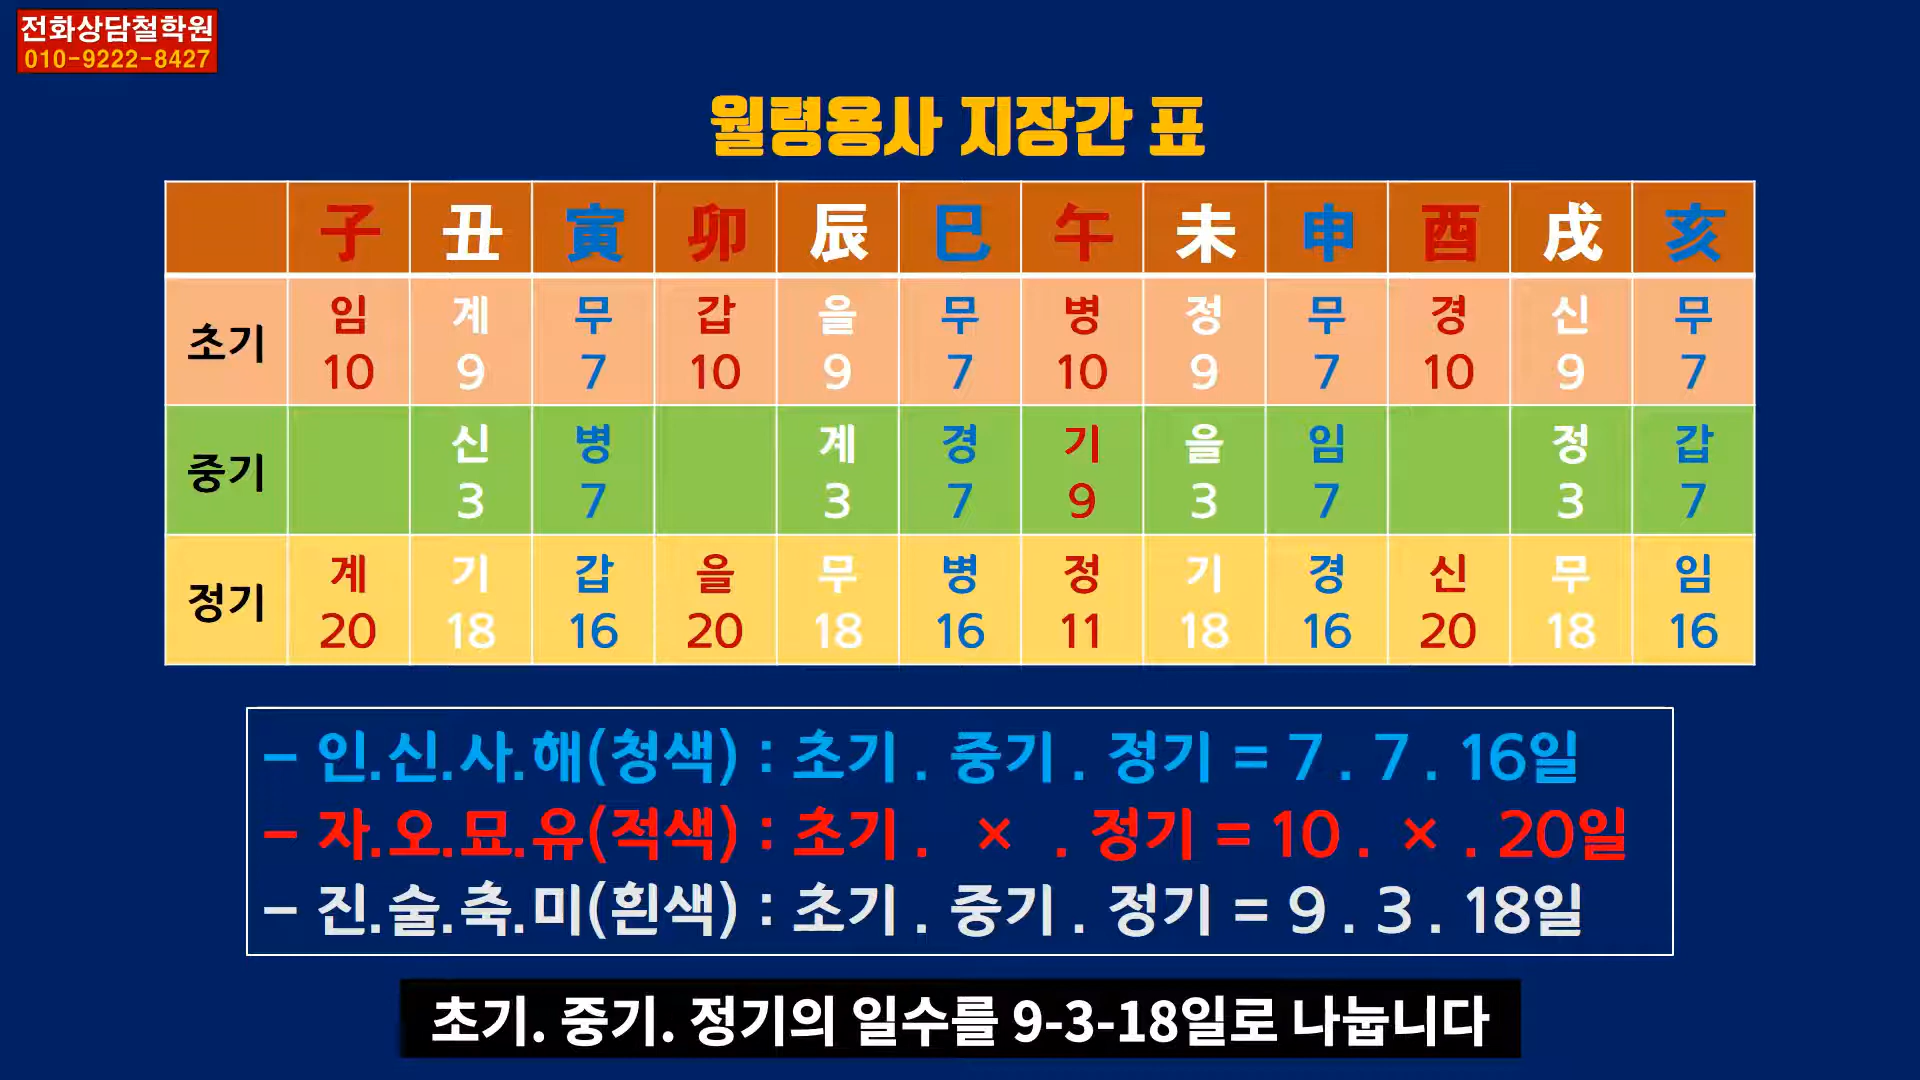 전화상담철학원
010-9222-8427
월령용사 지장간 표
子 丑 寅 卯 辰 巳 午 未 申 酉 戌 亥
초기
임 계 무 갑 을 무 병 정 무 경 신 무
10 9 7 10 9 7 10 9 7 10 9 7
중기
신 병 계 경 기 을 임 정 갑
3 7 3 7 9 3 7 3 7
정기
계 기 갑 을 무 병 정 기 경 신 무 임
20 18 16 20 18 16 11 18 16 20 18 16
- 인.신.사.해(청색) : 초기 . 중기 . 정기 = 7 . 7 . 16일
- 자.오.묘.유(적색) : 초기 . × . 정기 = 10 . × . 20일
- 진.술.축.미(흰색) : 초기 . 중기 . 정기 = 9 . 3 . 18일
초기. 중기. 정기의 일수를 9-3-18일로 나눕니다